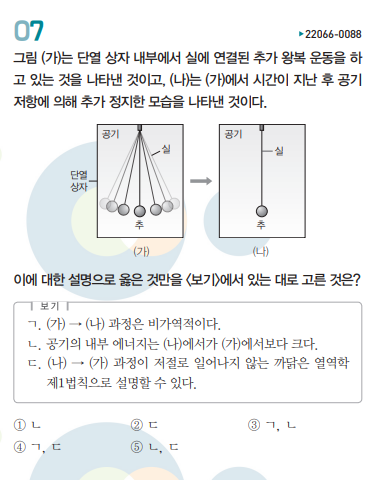 07
▶22066-0088
그림 (가)는 단열 상자 내부에서 실에 연결된 추가 왕복 운동을 하
고 있는 것을 나타낸 것이고, (나)는 (가)에서 시간이 지난 후 공기
저항에 의해 추가 정지한 모습을 나타낸 것이다.
공기
실
단열
상자
추
(가)
공기
실
추
(나)
이에 대한 설명으로 옳은 것만을 <보기>에서 있는 대로 고른 것은?
보기
ㄱ. (가) → (나) 과정은 비가역적이다.
ㄴ. 공기의 내부 에너지는 (나)에서가 (가)에서보다 크다.
ㄷ. (나) → (가) 과정이 저절로 일어나지 않는 까닭은 열역학
제1법칙으로 설명할 수 있다.
① ㄴ ② ㄷ ③ ㄱ, ㄴ
④ ㄱ, ㄷ ⑤ ㄴ, ㄷ